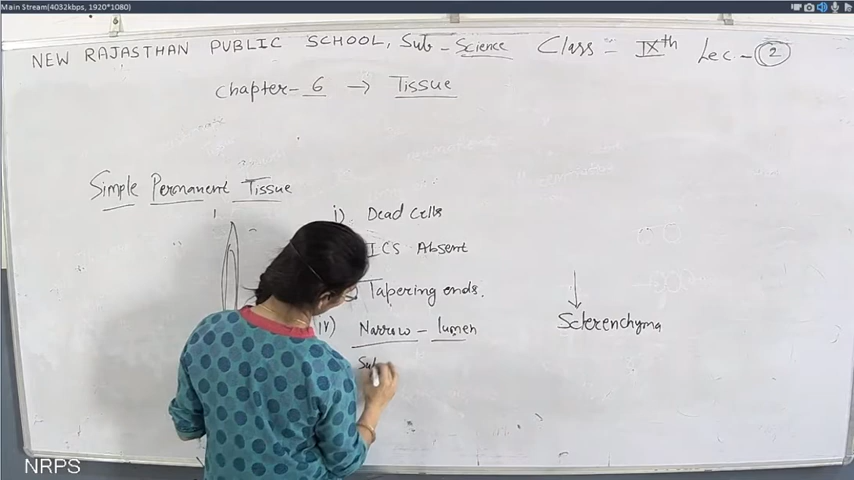 Main Stream(4032kbps, 1920*1080)
NEW RAJASTHAN PUBLIC SCHOOL, Sub - Science Class = IXth Lec - 2
chapter - 6 → Tissue
Simple Permanent Tissue
i) Dead cells
ICS Absent
Tapering ends.
iv) Narrow - lumen
Sclerenchyma
Sub
NRPS